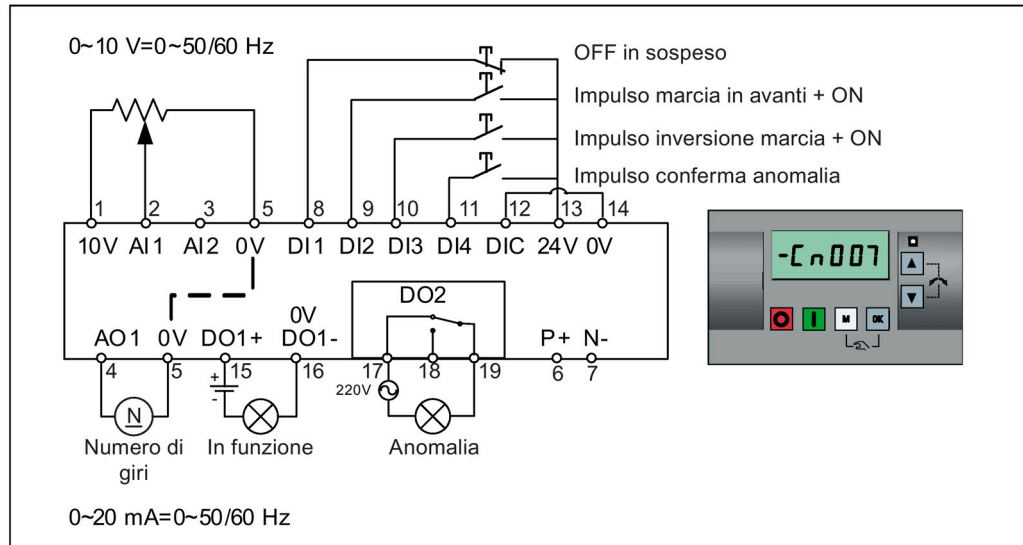 0~10 V=0~50/60 Hz
OFF in sospeso
Impulso marcia in avanti + ON
Impulso inversione marcia + ON
Impulso conferma anomalia
1 2 3 5 8 9 10 11 12 13 14
10V AI1 AI2 0V DI1 DI2 DI3 DI4 DIC 24V 0V
-Cn007
M OK
DO2
0V
AO1 0V DO1+ DO1- P+ N-
4 5 15 16 17 18 19 6 7
+
-
220V
N
Numero di
giri
In funzione
Anomalia
0~20 mA=0~50/60 Hz